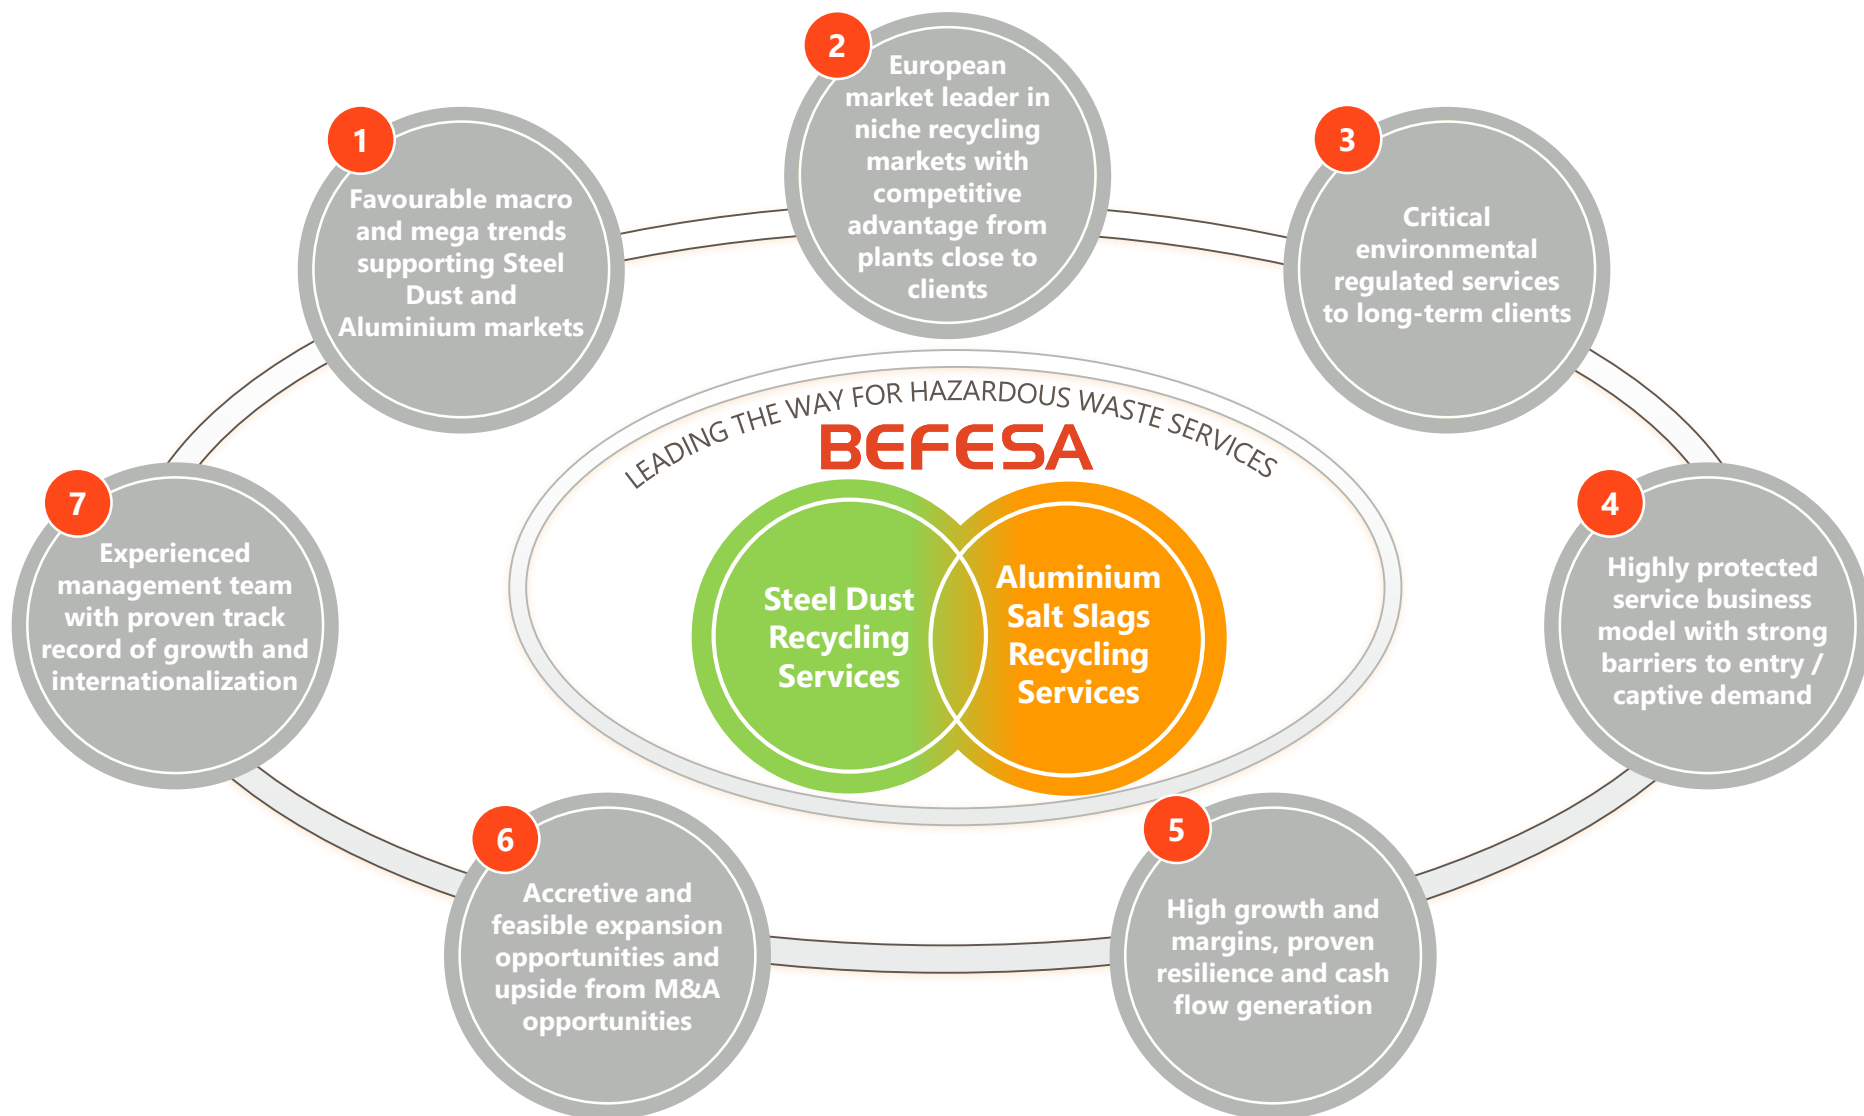 1
Favourable macro
and mega trends
supporting Steel
Dust and
Aluminium markets
2
European
market leader in
niche recycling
markets with
competitive
advantage from
plants close to
clients
3
Critical
environmental
regulated services
to long-term clients
4
Highly protected
service business
model with strong
barriers to entry /
captive demand
5
High growth and
margins, proven
resilience and cash
flow generation
6
Accretive and
feasible expansion
opportunities and
upside from M&A
opportunities
7
Experienced
management team
with proven track
record of growth and
internationalization
LEADING THE WAY FOR HAZARDOUS WASTE SERVICES
BEFESA
Steel Dust
Recycling
Services
Aluminium
Salt Slags
Recycling
Services